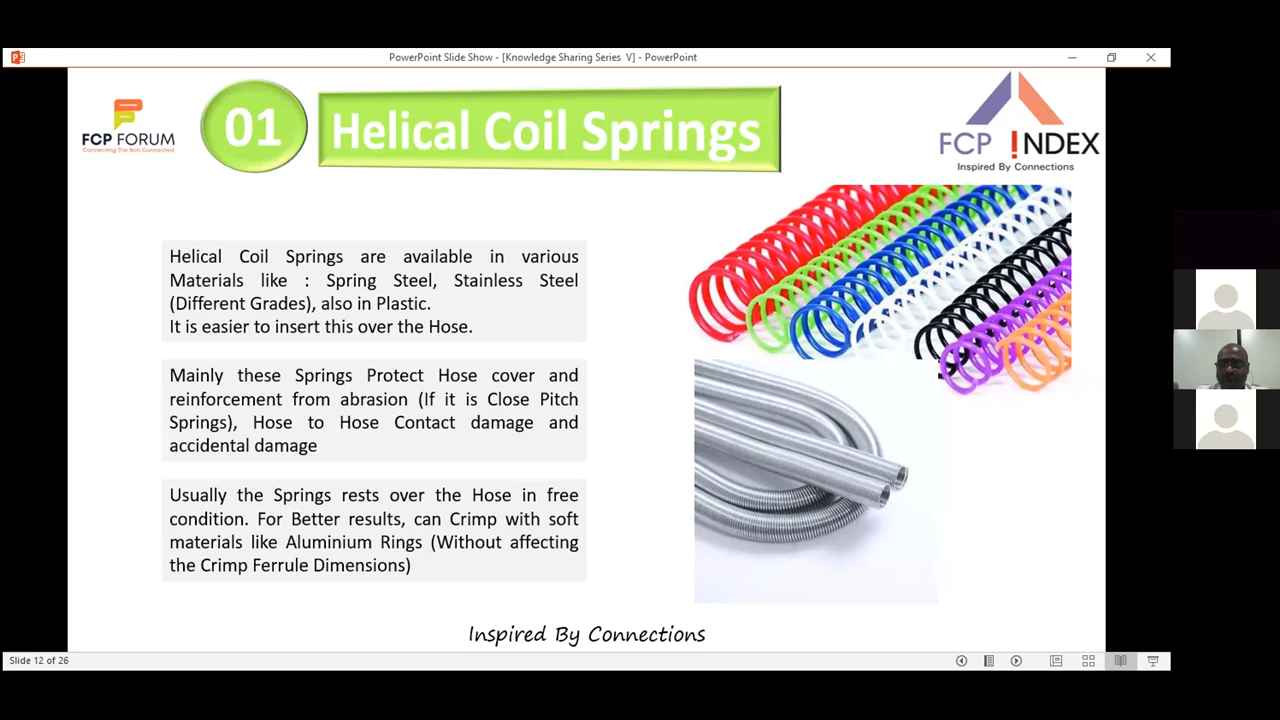 PowerPoint Slide Show - [Knowledge Sharing Series V] - PowerPoint
FCP FORUM
Connecting The Non Connected
01
Helical Coil Springs
FCP !NDEX
Inspired By Connections
Helical Coil Springs are available in various
Materials like : Spring Steel, Stainless Steel
(Different Grades), also in Plastic.
It is easier to insert this over the Hose.
Mainly these Springs Protect Hose cover and
reinforcement from abrasion (If it is Close Pitch
Springs), Hose to Hose Contact damage and
accidental damage
Usually the Springs rests over the Hose in free
condition. For Better results, can Crimp with soft
materials like Aluminium Rings (Without affecting
the Crimp Ferrule Dimensions)
Inspired By Connections
Slide 12 of 26